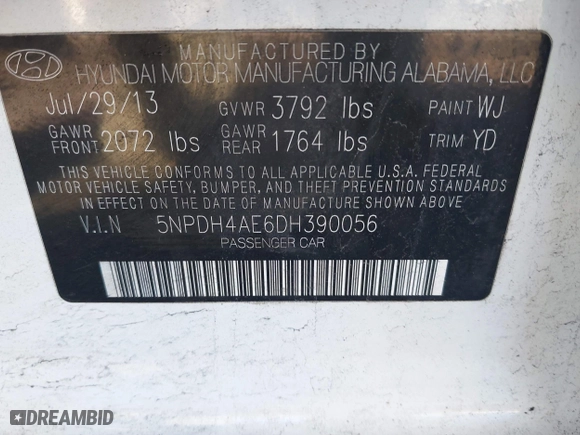 MANUFACTURED BY
HYUNDAI MOTOR MANUFACTURING ALABAMA, LLC
Jul/29/13 GVWR 3792 lbs PAINT WJ
GAWR FRONT 2072 lbs GAWR REAR 1764 lbs TRIM YD
THIS VEHICLE CONFORMS TO ALL APPLICABLE U.S.A. FEDERAL
MOTOR VEHICLE SAFETY, BUMPER, AND THEFT PREVENTION STANDARDS
IN EFFECT ON THE DATE OF MANUFACTURE SHOWN ABOVE
V.I.N 5NPDH4AE6DH390056
PASSENGER CAR
DREAMBID